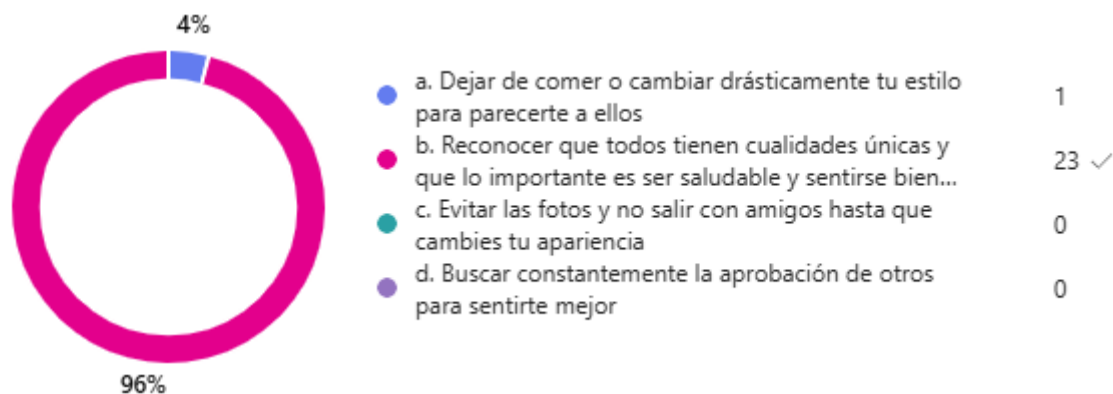 4%
a. Dejar de comer o cambiar drásticamente tu estilo
para parecerte a ellos
1
b. Reconocer que todos tienen cualidades únicas y
que lo importante es ser saludable y sentirse bien...
23
c. Evitar las fotos y no salir con amigos hasta que
cambies tu apariencia
0
d. Buscar constantemente la aprobación de otros
para sentirte mejor
0
96%